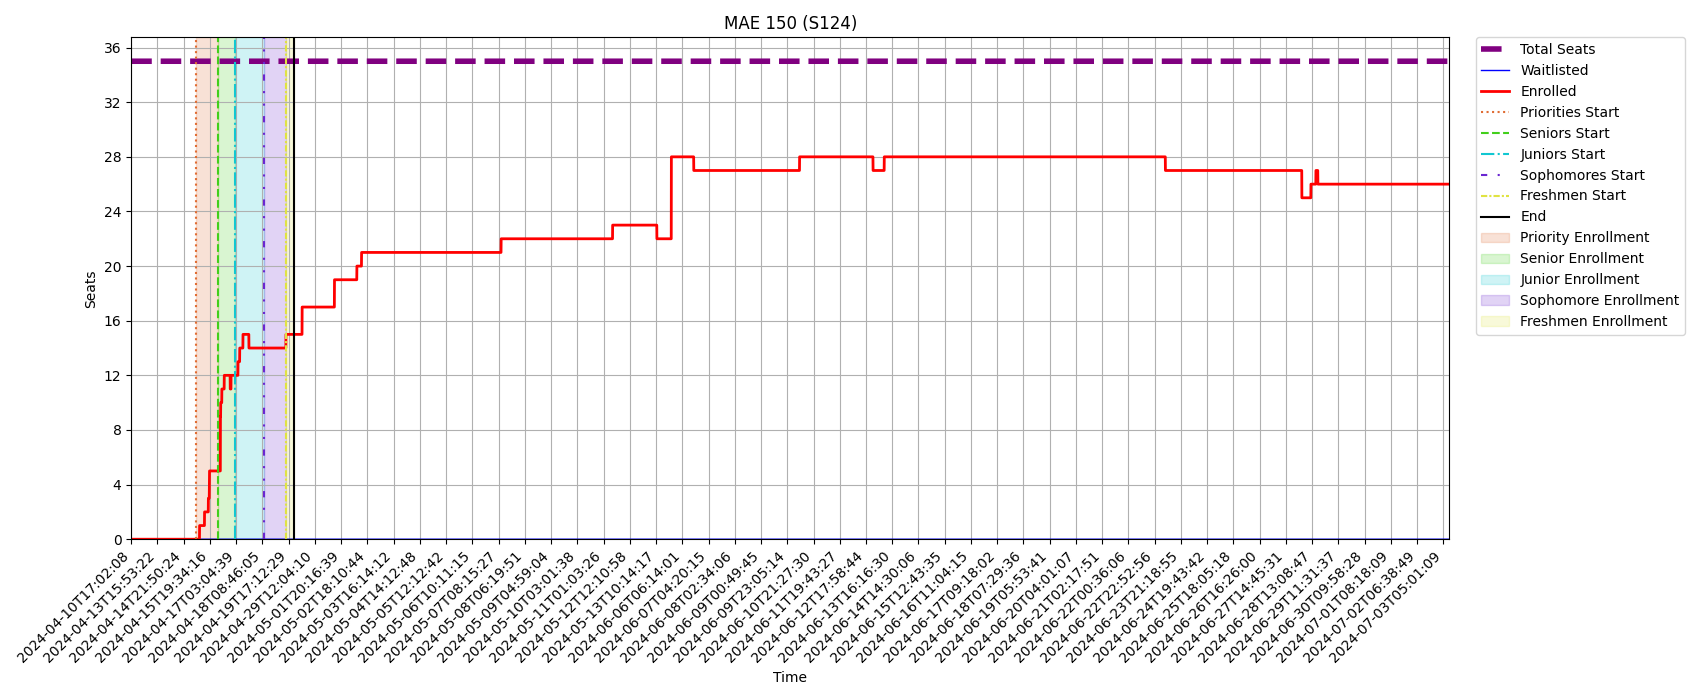 MAE 150 (S124)
36
32
28
24
20
16
12
8
4
0
Seats
2024-04-10T17:02:08
2024-04-13T15:53:22
2024-04-14T21:50:24
2024-04-15T19:34:16
2024-04-17T03:04:39
2024-04-18T08:46:05
2024-04-19T17:12:29
2024-04-29T12:04:10
2024-05-01T20:16:39
2024-05-02T18:10:44
2024-05-03T16:14:12
2024-05-04T14:12:48
2024-05-05T12:12:42
2024-05-06T10:11:15
2024-05-07T08:15:27
2024-05-08T06:19:51
2024-05-09T04:59:04
2024-05-10T03:01:38
2024-05-11T01:03:26
2024-05-12T12:10:58
2024-05-13T10:14:17
2024-06-06T06:14:01
2024-06-07T04:20:15
2024-06-08T02:34:06
2024-06-09T00:49:45
2024-06-09T23:05:14
2024-06-10T21:27:30
2024-06-11T19:43:27
2024-06-12T17:58:44
2024-06-13T16:16:30
2024-06-14T14:30:06
2024-06-15T12:43:35
2024-06-16T11:04:15
2024-06-17T09:18:02
2024-06-18T07:29:36
2024-06-19T05:53:41
2024-06-20T04:01:07
2024-06-21T02:17:51
2024-06-22T00:36:06
2024-06-22T22:52:56
2024-06-23T21:18:55
2024-06-24T19:43:42
2024-06-25T18:05:18
2024-06-26T16:26:00
2024-06-27T14:45:31
2024-06-28T13:08:47
2024-06-29T11:31:37
2024-06-30T09:58:28
2024-07-01T08:18:09
2024-07-02T06:38:49
2024-07-03T05:01:09
Time
Total Seats
Waitlisted
Enrolled
Priorities Start
Seniors Start
Juniors Start
Sophomores Start
Freshmen Start
End
Priority Enrollment
Senior Enrollment
Junior Enrollment
Sophomore Enrollment
Freshmen Enrollment